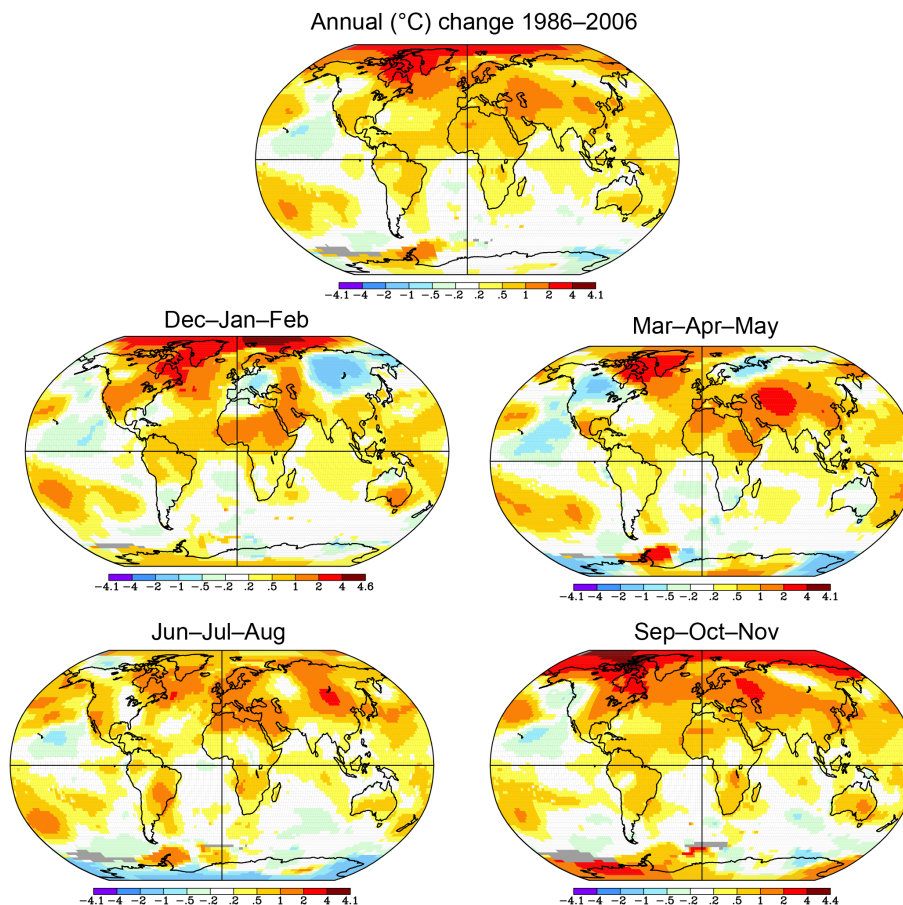 Annual (°C) change 1986–2006
-4.1 -4 -2 -1 -.5 -.2 .2 .5 1 2 4 4.1
Dec–Jan–Feb
Mar–Apr–May
-4.1 -4 -2 -1 -.5 -.2 .2 .5 1 2 4 4.6
-4.1 -4 -2 -1 -.5 -.2 .2 .5 1 2 4 4.1
Jun–Jul–Aug
Sep–Oct–Nov
-4.1 -4 -2 -1 -.5 -.2 .2 .5 1 2 4 4.1
-4.1 -4 -2 -1 -.5 -.2 .2 .5 1 2 4 4.4